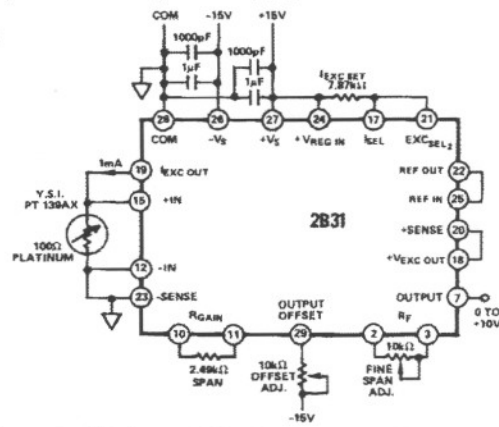 COM
-15V
+15V
1000pF
1000pF
1µF
1µF
I EXC SET
7.87kΩ
28
26
27
24
17
21
COM
-VS
+VS
+VREG IN
ISEL
EXCSEL2
1mA
19
IEXC OUT
REF OUT
22
Y.S.I.
PT 139AX
15
+IN
REF IN
25
100Ω
PLATINUM
2B31
+SENSE
20
+VEXC OUT
18
12
-IN
OUTPUT
7
0 TO
+10V
23
-SENSE
RGAIN
OUTPUT
OFFSET
RF
10
11
29
2
3
2.49kΩ
SPAN
10kΩ
OFFSET
ADJ.
10kΩ
FINE
SPAN
ADJ.
-15V